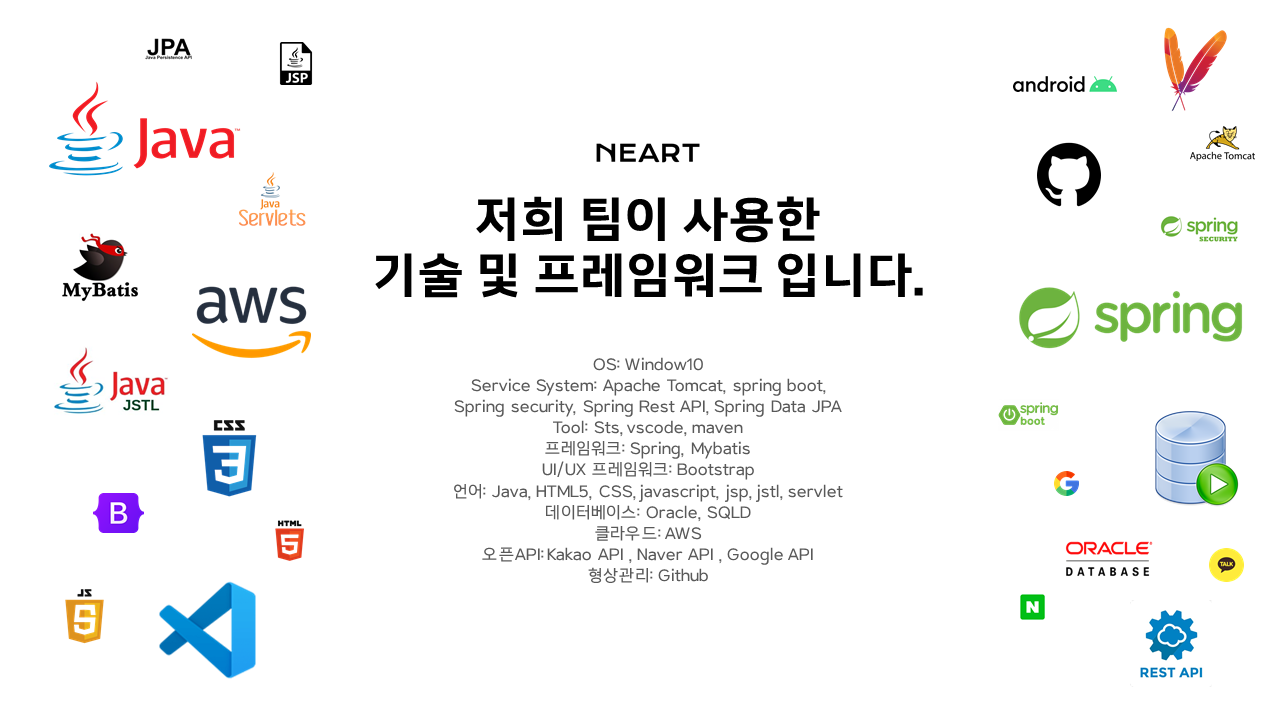 JPA
Java Persistence API
JSP
Java™
Java
Servlets
MyBatis
aws
Java™
JSTL
CSS
3
B
HTML
5
JS
NEART
저희 팀이 사용한
기술 및 프레임워크 입니다.
OS: Window10
Service System: Apache Tomcat, spring boot,
Spring security, Spring Rest API, Spring Data JPA
Tool: Sts, vscode, maven
프레임워크: Spring, Mybatis
UI/UX 프레임워크: Bootstrap
언어: Java, HTML5, CSS, javascript, jsp, jstl, servlet
데이터베이스: Oracle, SQLD
클라우드: AWS
오픈API: Kakao API , Naver API , Google API
형상관리: Github
android
Apache Tomcat
spring
SECURITY
spring
spring
boot
G
ORACLE®
DATABASE
TALK
N
REST API